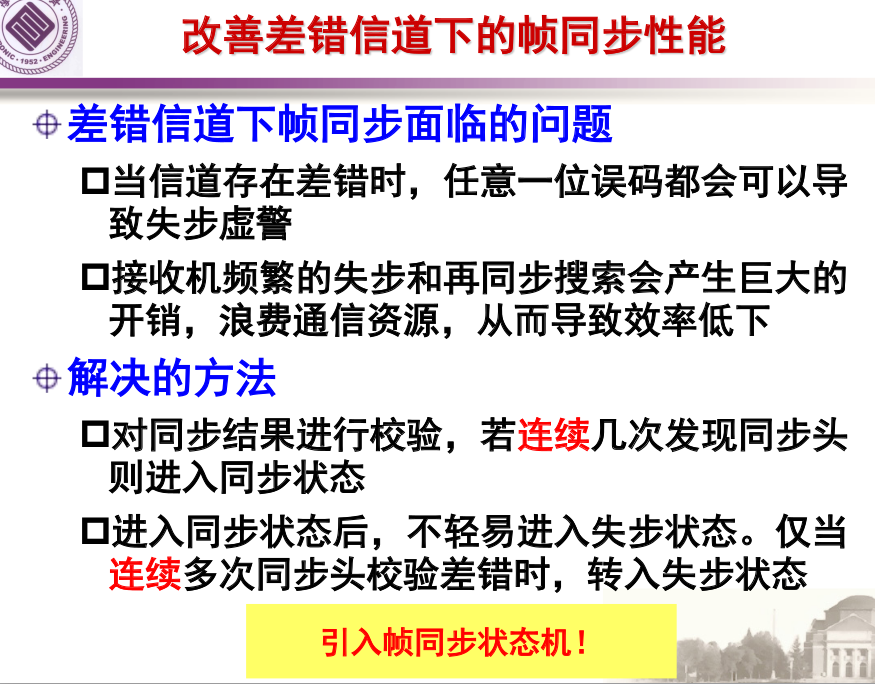 改善差错信道下的帧同步性能
差错信道下帧同步面临的问题
当信道存在差错时，任意一位误码都会可以导
致失步虚警
接收机频繁的失步和再同步搜索会产生巨大的
开销，浪费通信资源，从而导致效率低下
解决的方法
对同步结果进行校验，若连续几次发现同步头
则进入同步状态
进入同步状态后，不轻易进入失步状态。仅当
连续多次同步头校验差错时，转入失步状态
引入帧同步状态机！
RONIC · 1952 · ENGINEERING